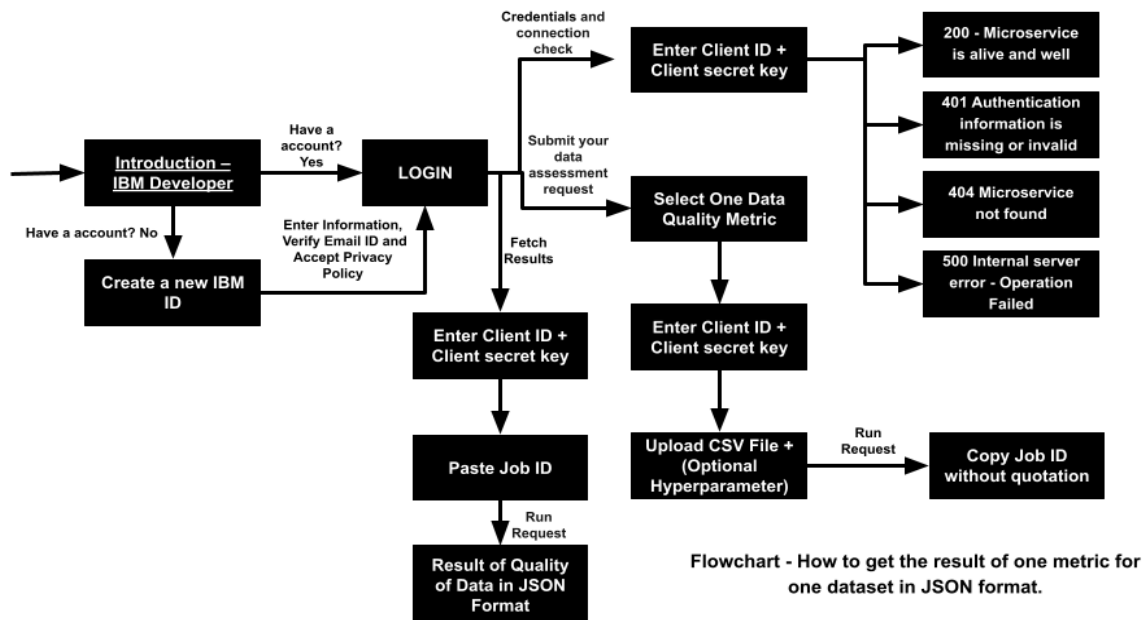 Credentials and
connection
check
Enter Client ID +
Client secret key
200 - Microservice
is alive and well
401 Authentication
information is
missing or invalid
404 Microservice
not found
500 Internal server
error - Operation
Failed
Introduction –
IBM Developer
Have a
account?
Yes
LOGIN
Submit your
data
assessment
request
Select One Data
Quality Metric
Have a account? No
Enter Information,
Verify Email ID and
Accept Privacy
Policy
Create a new IBM
ID
Fetch
Results
Enter Client ID +
Client secret key
Enter Client ID +
Client secret key
Paste Job ID
Upload CSV File +
(Optional
Hyperparameter)
Run
Request
Copy Job ID
without quotation
Run
Request
Result of Quality
of Data in JSON
Format
Flowchart - How to get the result of one metric for
one dataset in JSON format.